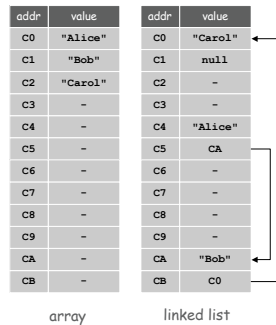 addr value addr value
C0 "Alice" C0 "Carol"
C1 "Bob" C1 null
C2 "Carol" C2 -
C3 - C3 -
C4 - C4 "Alice"
C5 - C5 CA
C6 - C6 -
C7 - C7 -
C8 - C8 -
C9 - C9 -
CA - CA "Bob"
CB - CB C0
array linked list